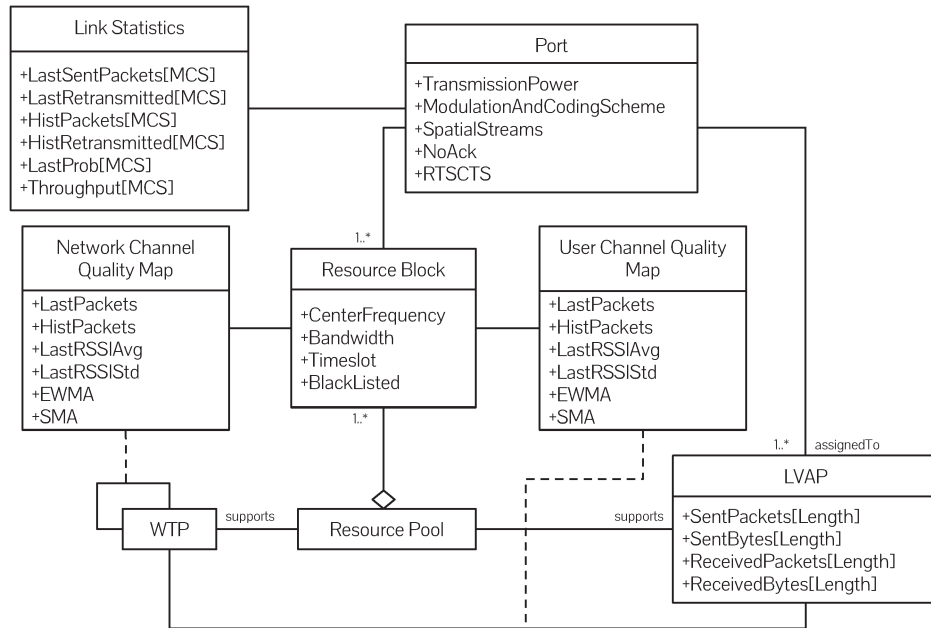 Link Statistics
+LastSentPackets[MCS]
+LastRetransmitted[MCS]
+HistPackets[MCS]
+HistRetransmitted[MCS]
+LastProb[MCS]
+Throughput[MCS]
Port
+TransmissionPower
+ModulationAndCodingScheme
+SpatialStreams
+NoAck
+RTSCTS
1..*
Network Channel
Quality Map
+LastPackets
+HistPackets
+LastRSSIAvg
+LastRSSIStd
+EWMA
+SMA
Resource Block
+CenterFrequency
+Bandwidth
+Timeslot
+BlackListed
1..*
User Channel Quality
Map
+LastPackets
+HistPackets
+LastRSSIAvg
+LastRSSIStd
+EWMA
+SMA
1..* assignedTo
WTP
supports
Resource Pool
supports
LVAP
+SentPackets[Length]
+SentBytes[Length]
+ReceivedPackets[Length]
+ReceivedBytes[Length]